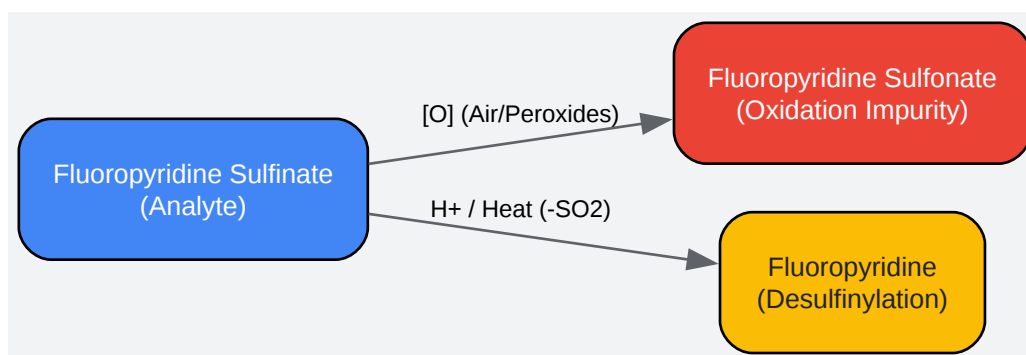 Fluoropyridine Sulfinate
(Analyte)
[O] (Air/Peroxides)
Fluoropyridine Sulfonate
(Oxidation Impurity)
H+ / Heat (-SO2)
Fluoropyridine
(Desulfinylation)